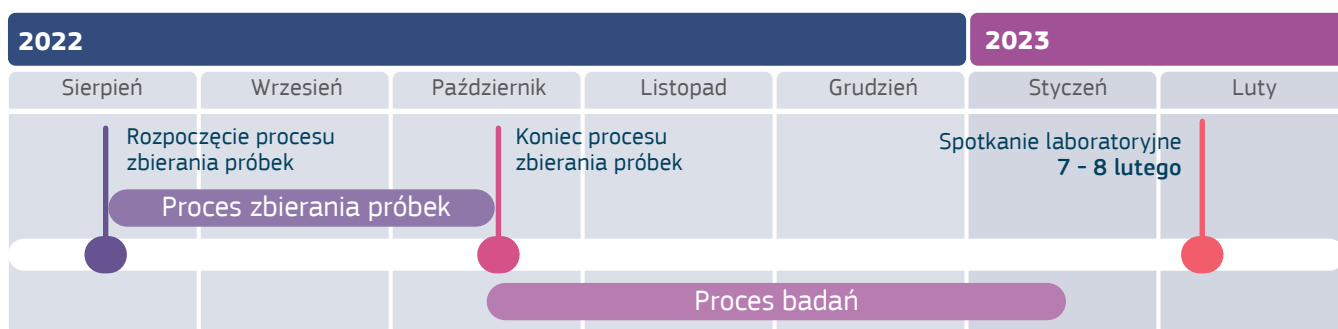 2022
2023
Sierpień
Wrzesień
Październik
Listopad
Grudzień
Styczeń
Luty
Rozpoczęcie procesu
zbierania próbek
Koniec procesu
zbierania próbek
Spotkanie laboratoryjne
7 - 8 lutego
Proces zbierania próbek
Proces badań